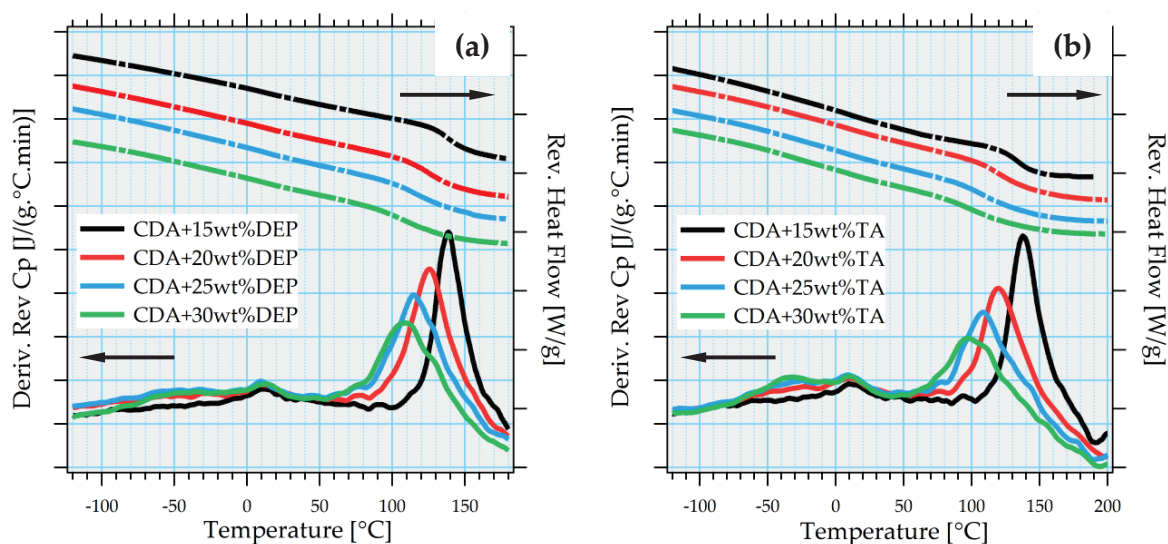 (a)
Deriv. Rev Cp [J/(g.°C.min)]
CDA+15wt%DEP
CDA+20wt%DEP
CDA+25wt%DEP
CDA+30wt%DEP
Rev. Heat Flow [W/g]
-100 -50 0 50 100 150
Temperature [°C]
(b)
Deriv. Rev Cp [J/(g.°C.min)]
CDA+15wt%TA
CDA+20wt%TA
CDA+25wt%TA
CDA+30wt%TA
Rev. Heat Flow [W/g]
-100 -50 0 50 100 150 200
Temperature [°C]